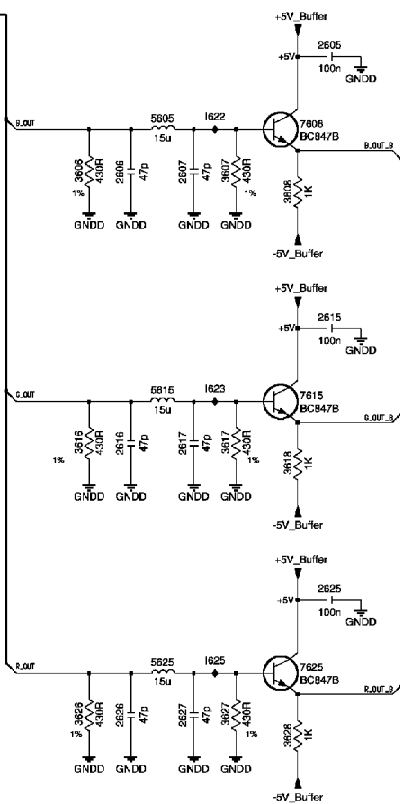 +5V_Buffer
2605
+5V
100n
GNDD
B_OUT
5605
15u
I622
7606
BC847B
B_OUT_B
3606
430R
1%
2606
47p
2607
47p
3607
430R
1%
3608
1K
GNDD GNDD GNDD GNDD
-5V_Buffer
+5V_Buffer
2615
+5V
100n
GNDD
G_OUT
5615
15u
I623
7615
BC847B
G_OUT_B
3616
430R
1%
2616
47p
2617
47p
3617
430R
1%
3618
1K
GNDD GNDD GNDD GNDD
-5V_Buffer
+5V_Buffer
2625
+5V
100n
GNDD
R_OUT
5625
15u
I625
7625
BC847B
R_OUT_B
3626
430R
1%
2626
47p
2627
47p
3627
430R
1%
3628
1K
GNDD GNDD GNDD GNDD
-5V_Buffer